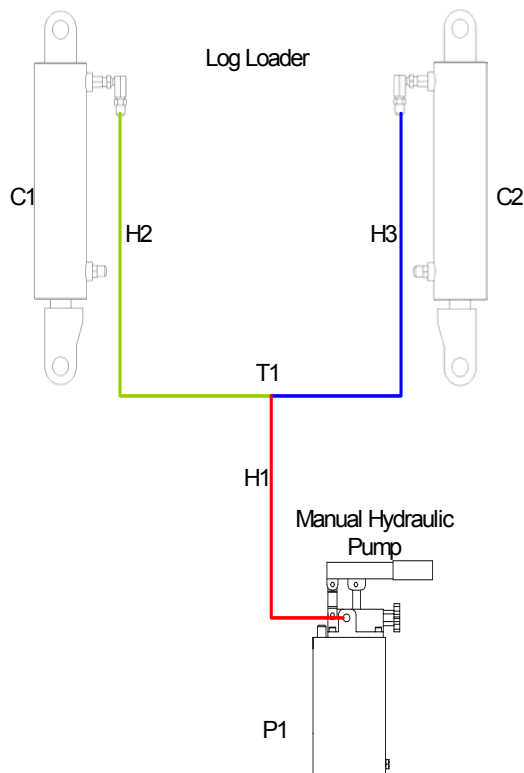 Log Loader
C1
C2
H2
H3
T1
H1
Manual Hydraulic
Pump
P1